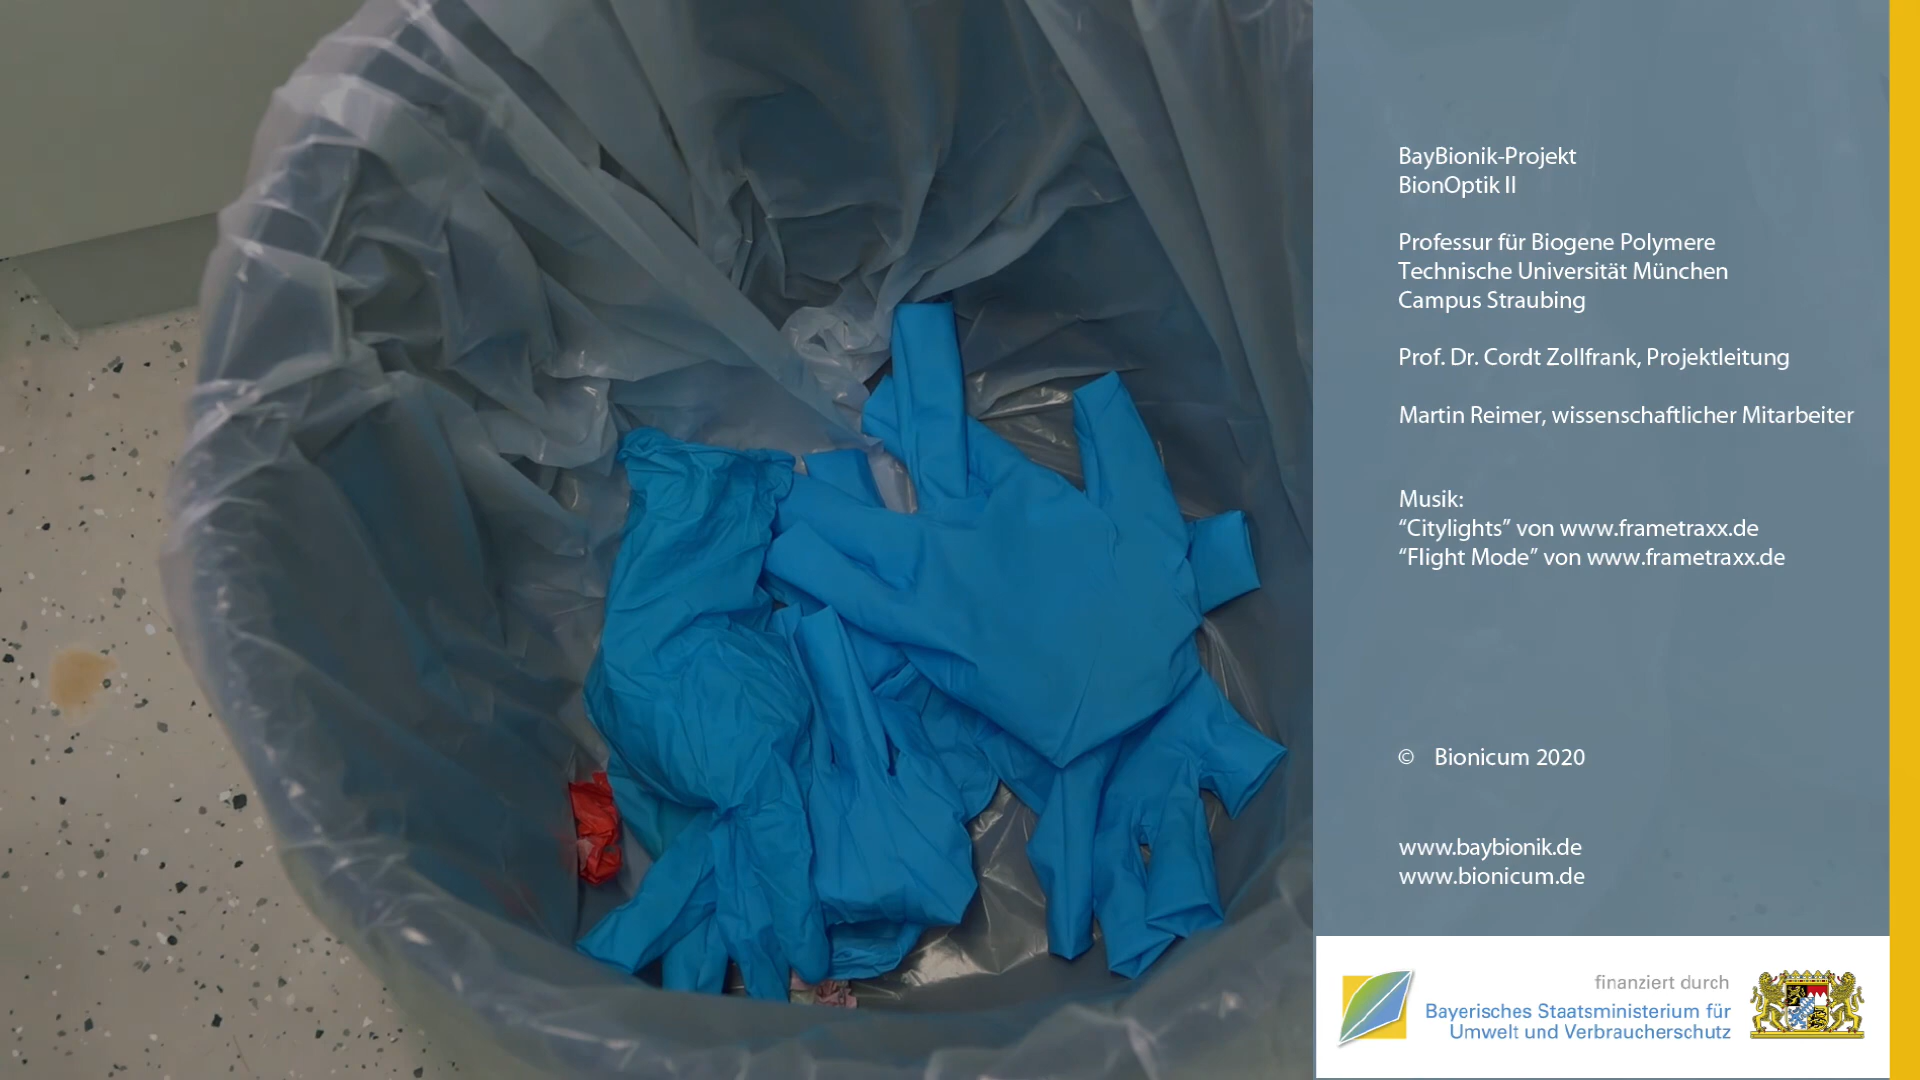 BayBionik-Projekt
BionOptik II
Professur für Biogene Polymere
Technische Universität München
Campus Straubing
Prof. Dr. Cordt Zollfrank, Projektleitung
Martin Reimer, wissenschaftlicher Mitarbeiter
Musik:
“Citylights” von www.frametraxx.de
“Flight Mode” von www.frametraxx.de
© Bionicum 2020
www.baybionik.de
www.bionicum.de
finanziert durch
Bayerisches Staatsministerium für
Umwelt und Verbraucherschutz